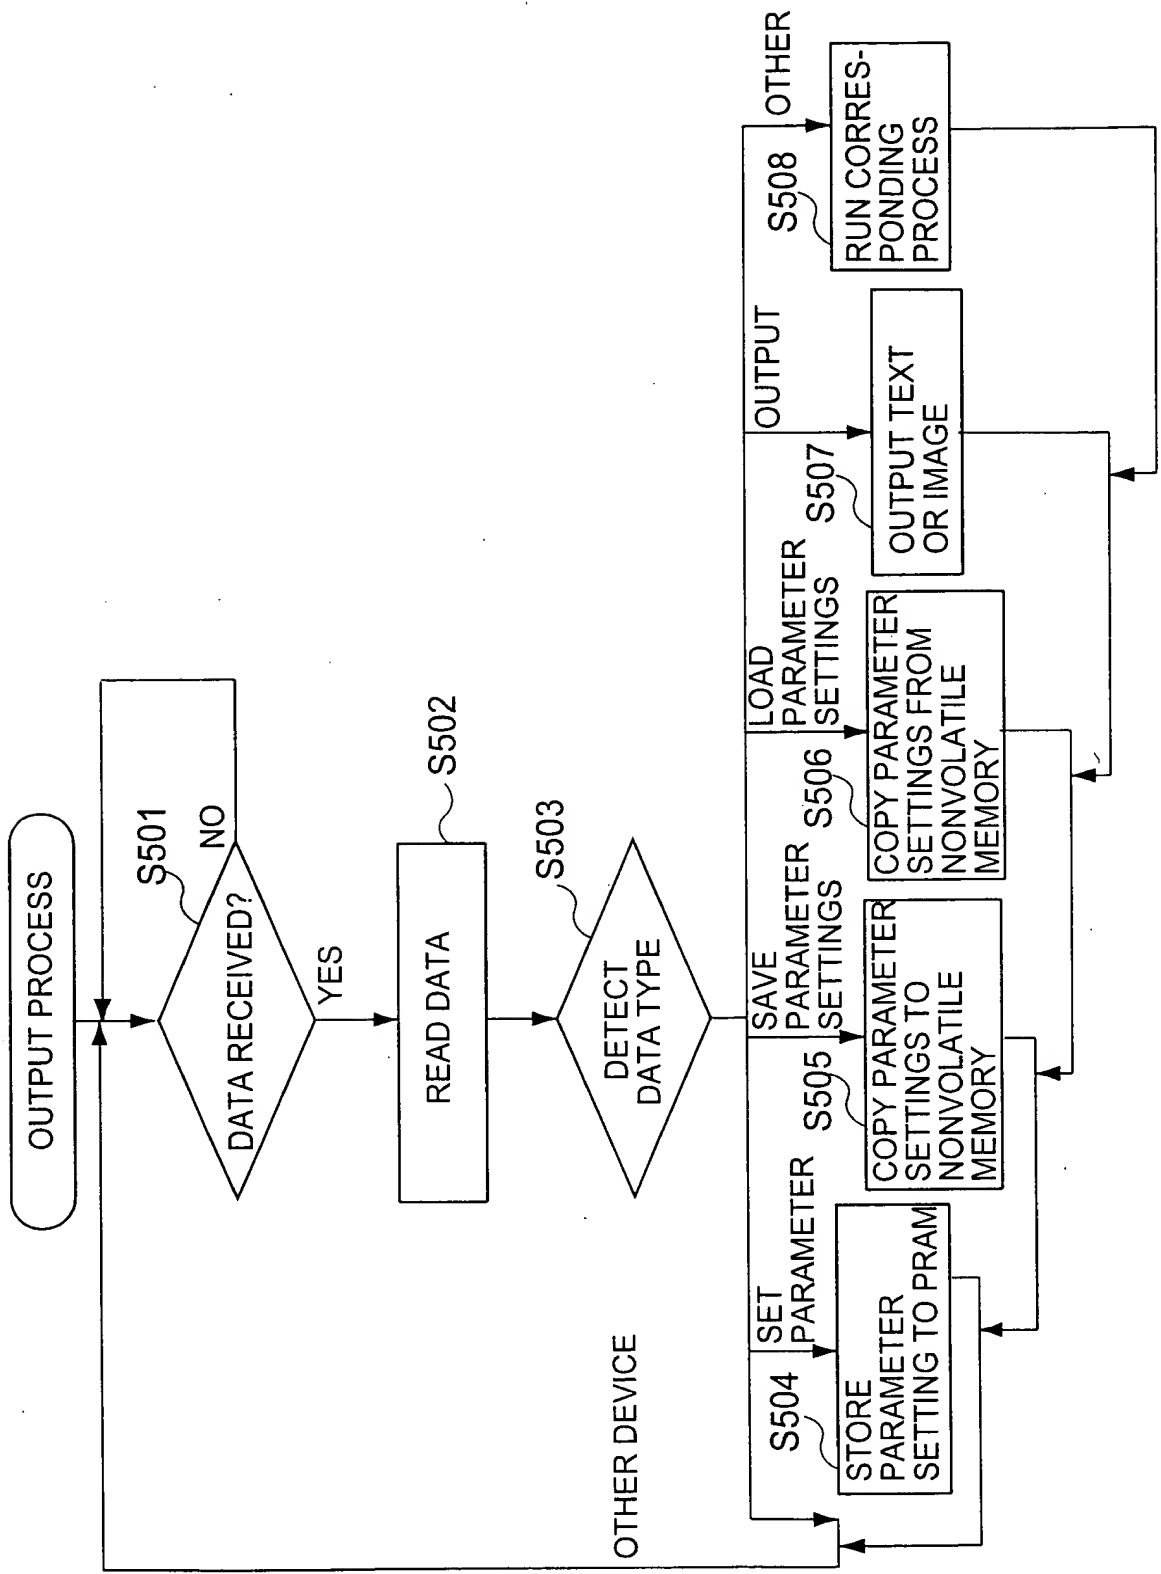 OUTPUT PROCESS
S501
DATA RECEIVED?
NO
YES
S502
READ DATA
S503
DETECT
DATA TYPE
OTHER DEVICE
SET
PARAMETER
S504
STORE
PARAMETER
SETTING TO PRAM
SAVE
PARAMETER
SETTINGS
S505
COPY PARAMETER
SETTINGS TO
NONVOLATILE
MEMORY
LOAD
PARAMETER
SETTINGS
S506
COPY PARAMETER
SETTINGS FROM
NONVOLATILE
MEMORY
OUTPUT
S507
OUTPUT TEXT
OR IMAGE
OTHER
S508
RUN CORRES-
PONDING
PROCESS